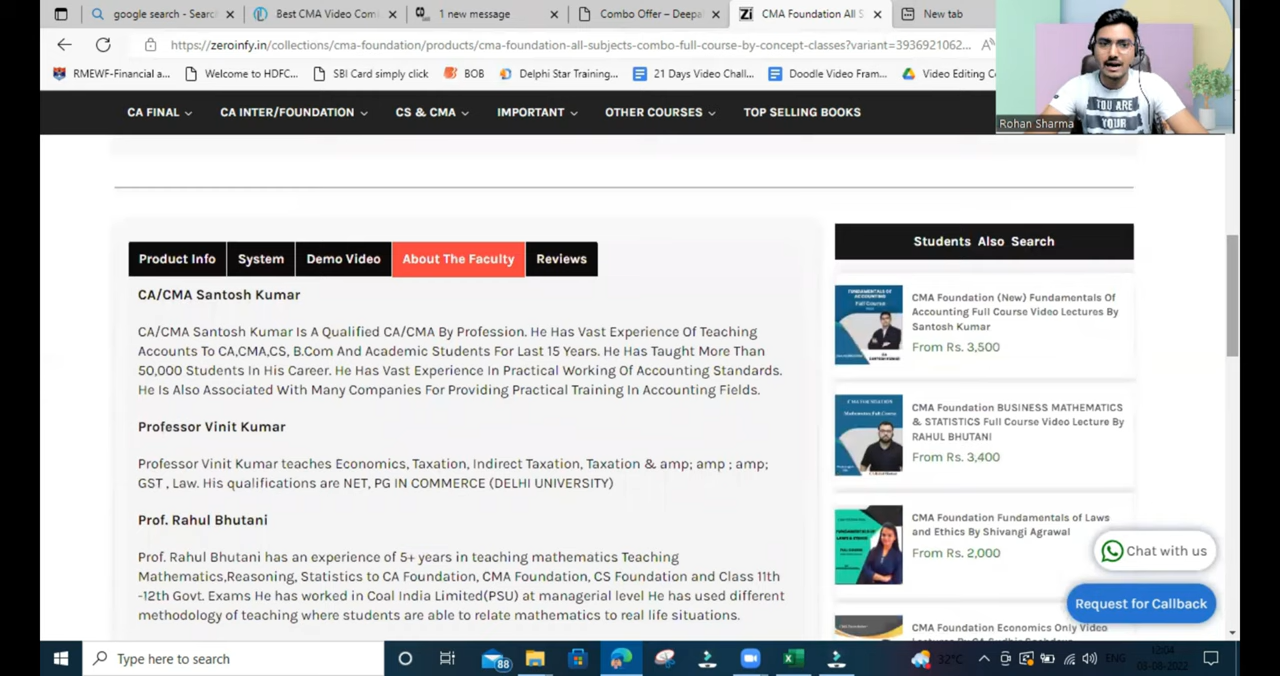 google search - Search
Best CMA Video Com
1 new message
Combo Offer – Deepa
Zi CMA Foundation All S
New tab
https://zeroinfy.in/collections/cma-foundation/products/cma-foundation-all-subjects-combo-full-course-by-concept-classes?variant=3936921062...
RMEWF-Financial a...
Welcome to HDFC...
SBI Card simply click
BOB
Delphi Star Training...
21 Days Video Chall...
Doodle Video Fram...
Video Editing C
YOU ARE
YOUR
Rohan Sharma
CA FINAL
CA INTER/FOUNDATION
CS & CMA
IMPORTANT
OTHER COURSES
TOP SELLING BOOKS
Product Info
System
Demo Video
About The Faculty
Reviews
CA/CMA Santosh Kumar
CA/CMA Santosh Kumar Is A Qualified CA/CMA By Profession. He Has Vast Experience Of Teaching
Accounts To CA,CMA,CS, B.Com And Academic Students For Last 15 Years. He Has Taught More Than
50,000 Students In His Career. He Has Vast Experience In Practical Working Of Accounting Standards.
He Is Also Associated With Many Companies For Providing Practical Training In Accounting Fields.
Professor Vinit Kumar
Professor Vinit Kumar teaches Economics, Taxation, Indirect Taxation, Taxation & amp; amp ; amp;
GST , Law. His qualifications are NET, PG IN COMMERCE (DELHI UNIVERSITY)
Prof. Rahul Bhutani
Prof. Rahul Bhutani has an experience of 5+ years in teaching mathematics Teaching
Mathematics,Reasoning, Statistics to CA Foundation, CMA Foundation, CS Foundation and Class 11th
-12th Govt. Exams He has worked in Coal India Limited(PSU) at managerial level He has used different
methodology of teaching where students are able to relate mathematics to real life situations.
Students Also Search
CMA Foundation (New) Fundamentals Of
Accounting Full Course Video Lectures By
Santosh Kumar
From Rs. 3,500
CMA Foundation BUSINESS MATHEMATICS
& STATISTICS Full Course Video Lecture By
RAHUL BHUTANI
From Rs. 3,400
CMA Foundation Fundamentals of Laws
and Ethics By Shivangi Agrawal
From Rs. 2,000
CMA Foundation Economics Only Video
Chat with us
Request for Callback
Type here to search
88
32°C
ENG
12:04
03-08-2022